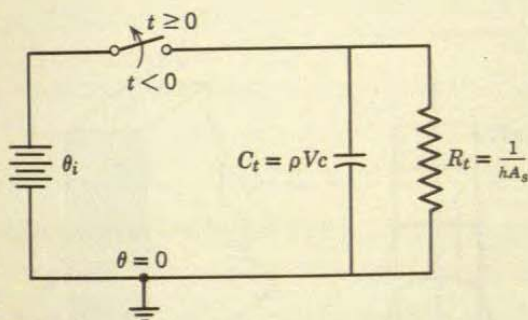 t ≥ 0
t < 0
θᵢ
Cₜ = ρVc
Rₜ = 1/hAₛ
θ = 0